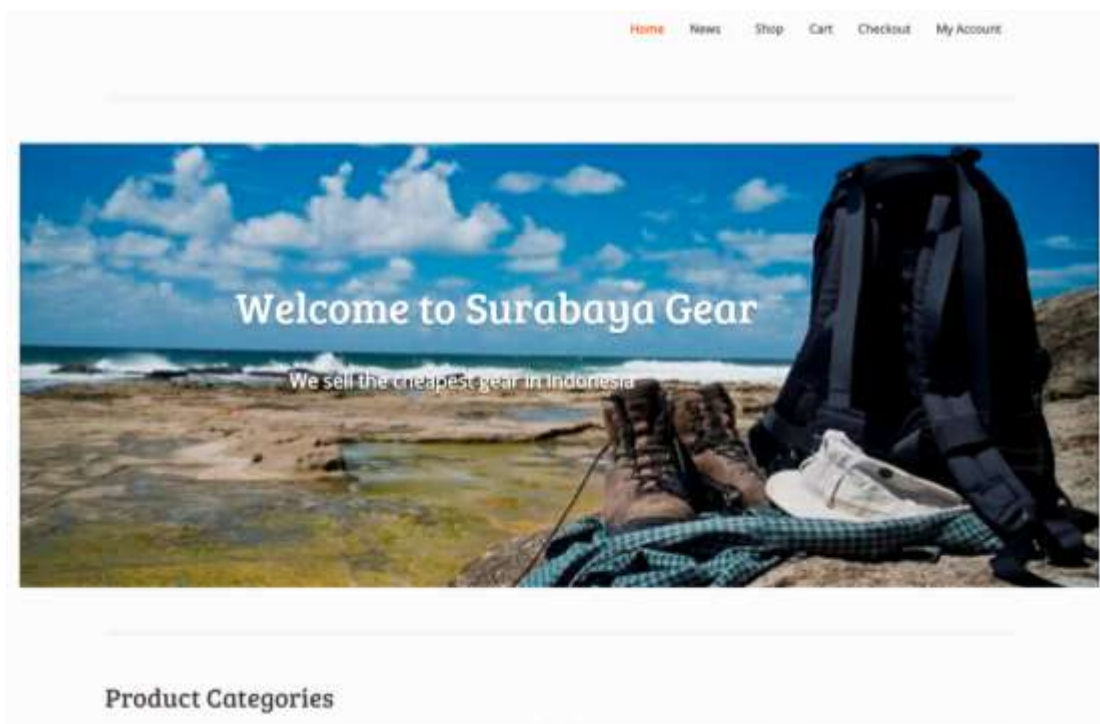 Home News Shop Cart Checkout My Account
Welcome to Surabaya Gear
We sell the cheapest gear in Indonesia
Product Categories